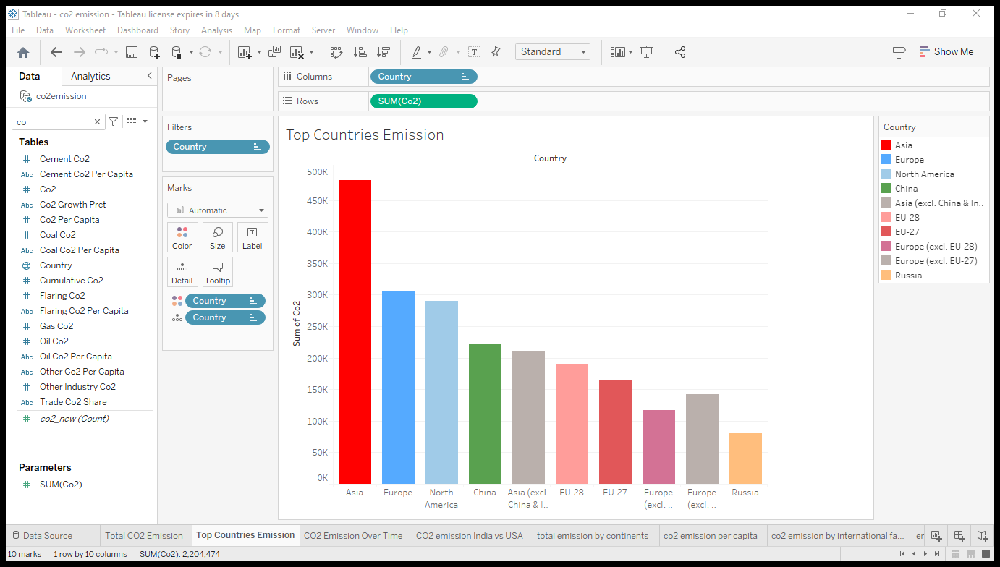 Tableau - co2 emission - Tableau license expires in 8 days
File Data Worksheet Dashboard Story Analysis Map Format Server Window Help
Standard
Show Me
Data Analytics
co2emission
co
Tables
# Cement Co2
Abc Cement Co2 Per Capita
# Co2
Abc Co2 Growth Prct
# Co2 Per Capita
# Coal Co2
Abc Coal Co2 Per Capita
Country
# Cumulative Co2
# Flaring Co2
Abc Flaring Co2 Per Capita
# Gas Co2
# Oil Co2
Abc Oil Co2 Per Capita
Abc Other Co2 Per Capita
# Other Industry Co2
Abc Trade Co2 Share
# co2_new (Count)
Parameters
# SUM(Co2)
Pages
Filters
Country
Marks
Automatic
Color Size Label
Detail Tooltip
Country
Country
Columns Country
Rows SUM(Co2)
Top Countries Emission
Country
500K
450K
400K
350K
300K
250K
200K
150K
100K
50K
0K
Sum of Co2
Asia Europe North America China Asia (excl. China & I.. EU-28 EU-27 Europe (excl. .. Europe (excl. .. Russia
Country
Asia
Europe
North America
China
Asia (excl. China & In..
EU-28
EU-27
Europe (excl. EU-28)
Europe (excl. EU-27)
Russia
Data Source Total CO2 Emission Top Countries Emission CO2 Emission Over Time CO2 emission India vs USA totai emission by continents co2 emission per capita co2 emission by international fa... er
10 marks 1 row by 10 columns SUM(Co2): 2,204,474